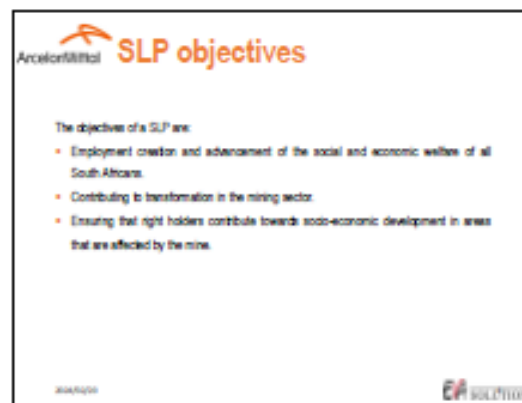 ArcelorMittal
SLP objectives
The objectives of a SLP are:
• Employment creation and advancement of the social and economic welfare of all
South Africans.
• Contributing to transformation in the mining sector.
• Ensuring that right holders contribute towards socio-economic development in areas
that are affected by the mine.
SOLUTION